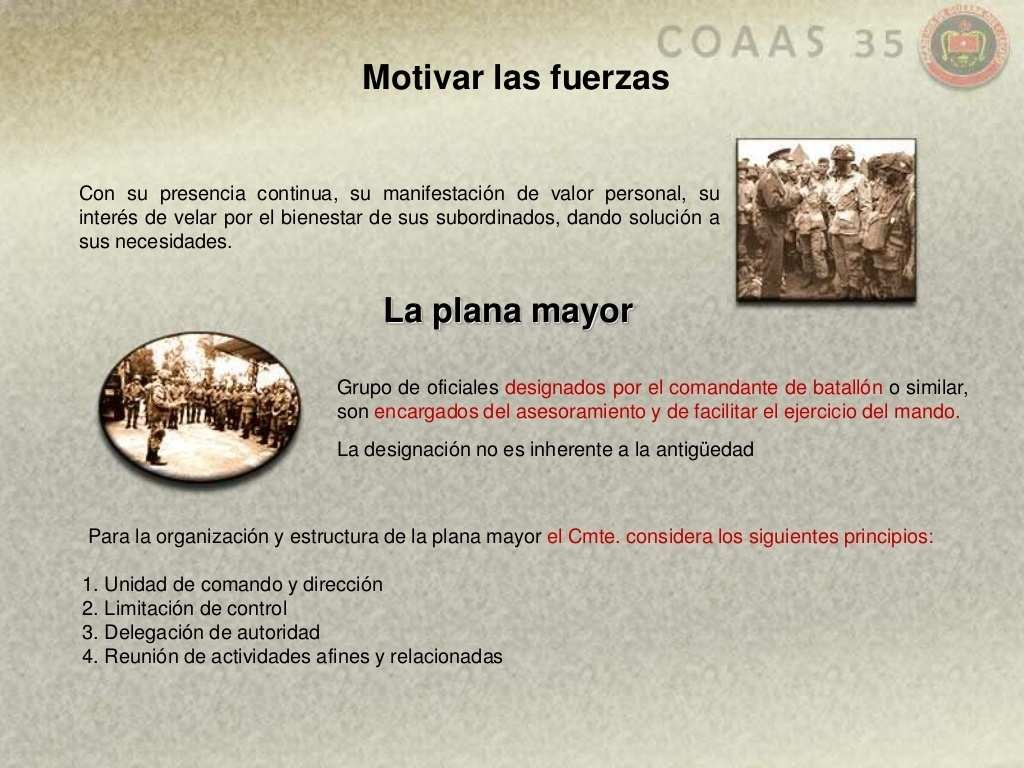 COAAS 35
Motivar las fuerzas
Con su presencia continua, su manifestación de valor personal, su
interés de velar por el bienestar de sus subordinados, dando solución a
sus necesidades.
La plana mayor
Grupo de oficiales designados por el comandante de batallón o similar,
son encargados del asesoramiento y de facilitar el ejercicio del mando.
La designación no es inherente a la antigüedad
Para la organización y estructura de la plana mayor el Cmte. considera los siguientes principios:
1. Unidad de comando y dirección
2. Limitación de control
3. Delegación de autoridad
4. Reunión de actividades afines y relacionadas